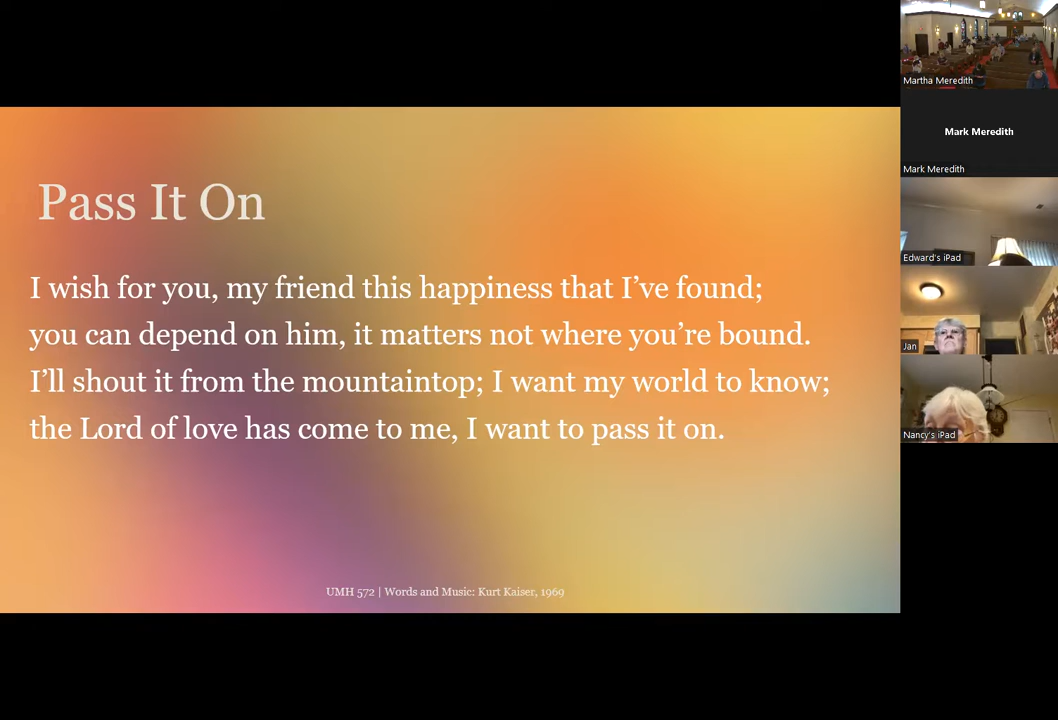 Pass It On
I wish for you, my friend this happiness that I’ve found;
you can depend on him, it matters not where you’re bound.
I’ll shout it from the mountaintop; I want my world to know;
the Lord of love has come to me, I want to pass it on.
UMH 572 | Words and Music: Kurt Kaiser, 1969
Martha Meredith
Mark Meredith
Mark Meredith
Edward's iPad
Jan
Nancy's iPad